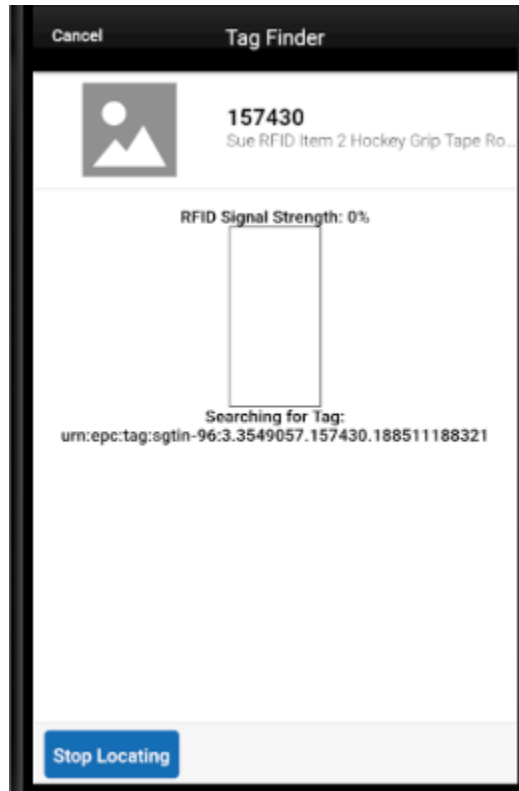 Cancel Tag Finder
157430
Sue RFID Item 2 Hockey Grip Tape Ro...
RFID Signal Strength: 0%
Searching for Tag:
urn:epc:tag:sgtin-96:3.3549057.157430.188511188321
Stop Locating